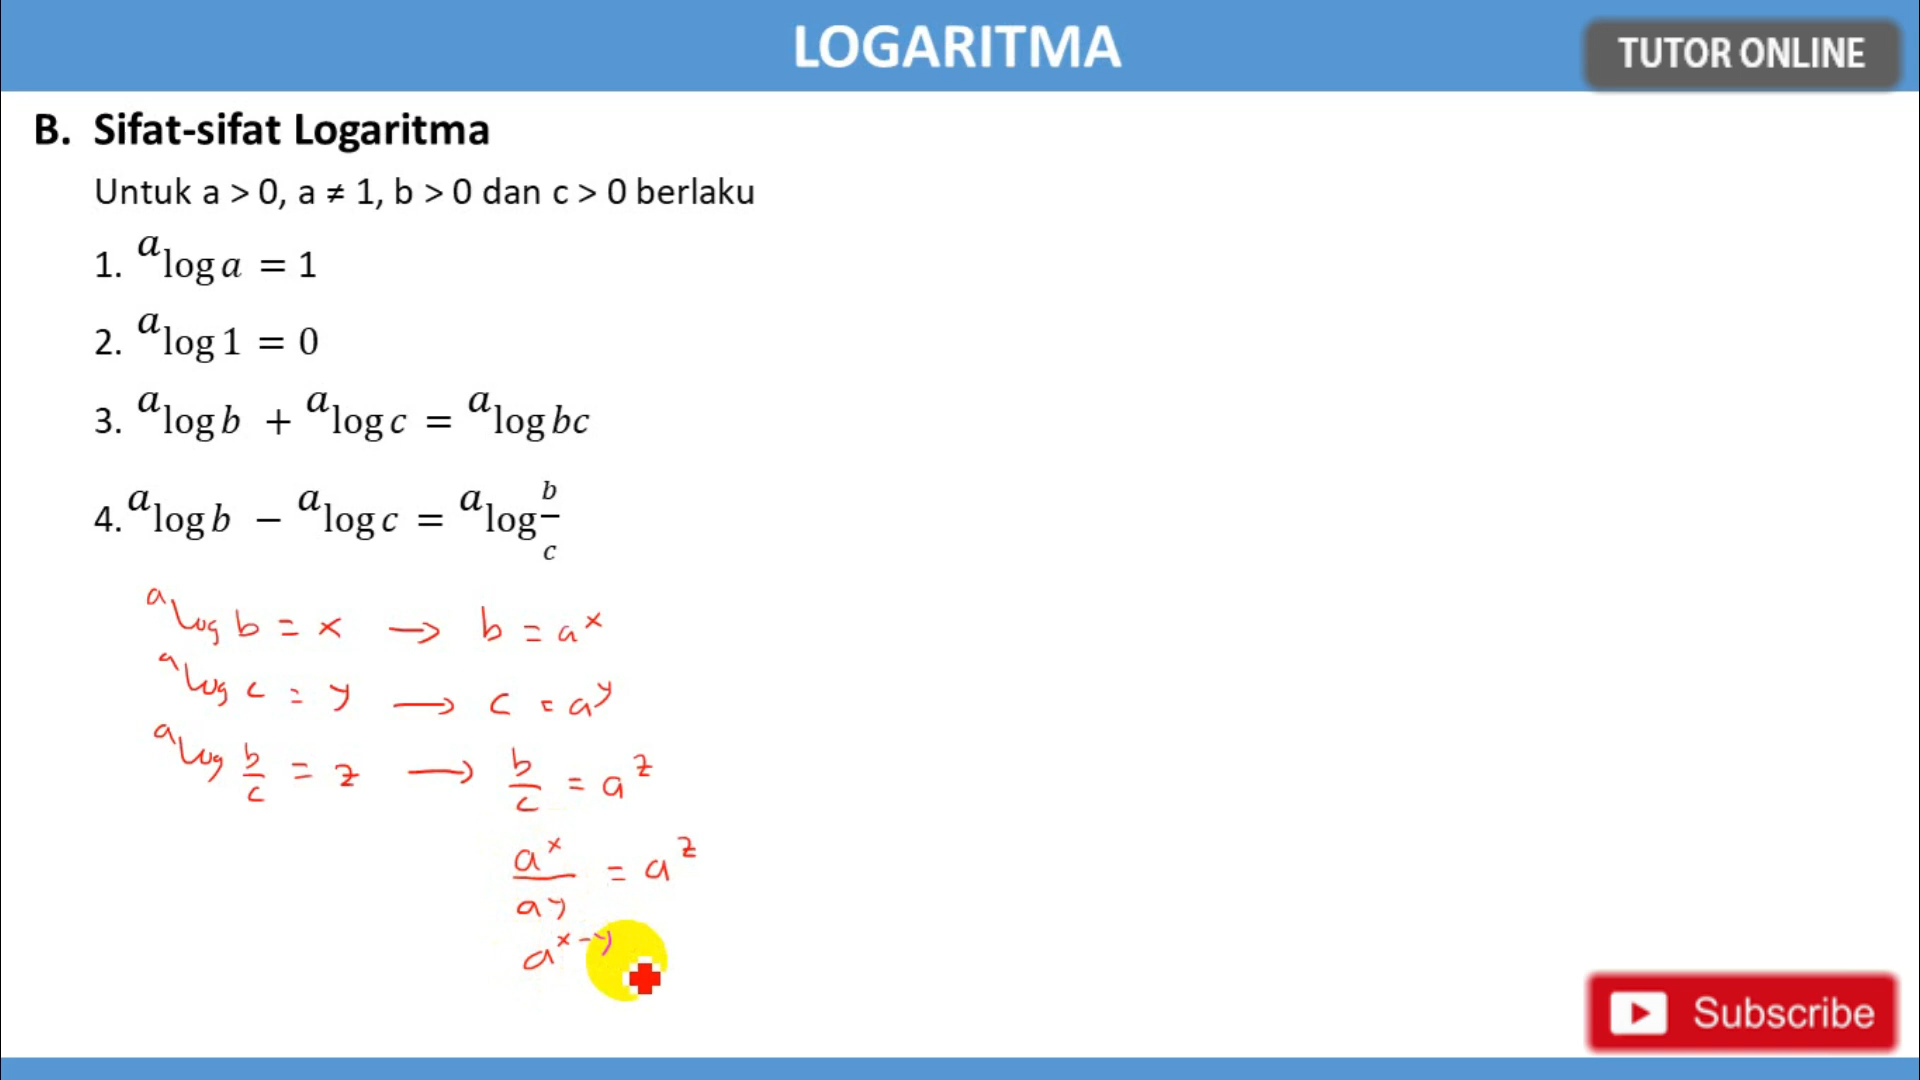 LOGARITMA
TUTOR ONLINE
B. Sifat-sifat Logaritma
Untuk a > 0, a ≠ 1, b > 0 dan c > 0 berlaku
1. ᵃlog a = 1
2. ᵃlog 1 = 0
3. ᵃlog b + ᵃlog c = ᵃlog bc
4. ᵃlog b − ᵃlog c = ᵃlog b/c
ᵃlog b = x → b = aˣ
ᵃlog c = y → c = aʸ
ᵃlog b/c = z → b/c = aᶻ
aˣ/aʸ = aᶻ
aˣ⁻ʸ
Subscribe